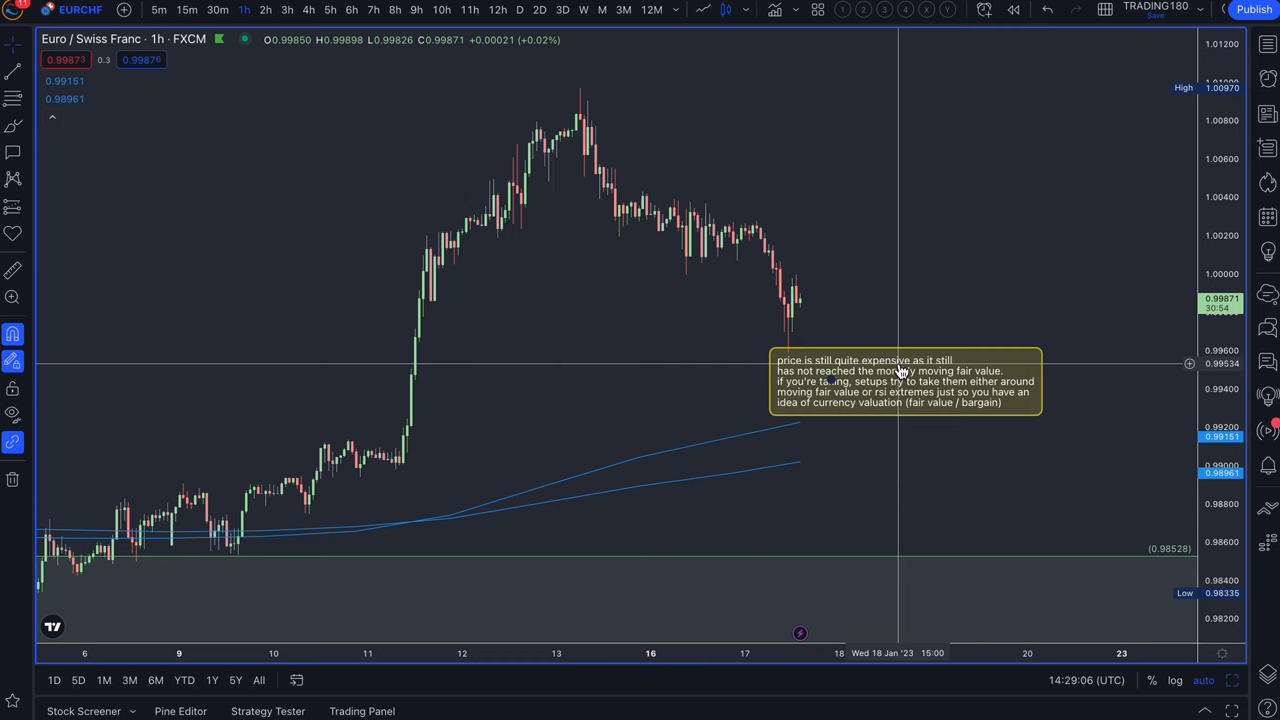 11
EURCHF
5m 15m 30m 1h 2h 3h 4h 5h 6h 7h 8h 9h 10h 11h 12h D 2D 3D W M 3M 12M
1 2 3 4 X Y
TRADING180
Save
Publish
Euro / Swiss Franc · 1h · FXCM
O0.99850 H0.99898 L0.99826 C0.99871 +0.00021 (+0.02%)
0.99873 0.3 0.99876
0.99151
0.98961
1.01200
High 1.00970
1.00800
1.00600
1.00400
1.00200
1.00000
0.99871
30:54
0.99600
0.99534
0.99400
0.99200
0.99151
0.99000
0.98961
0.98800
0.98600
0.98400
Low 0.98335
0.98200
price is still quite expensive as it still
has not reached the monthly moving fair value.
if you're taking, setups try to take them either around
moving fair value or rsi extremes just so you have an
idea of currency valuation (fair value / bargain)
(0.98528)
6 9 10 11 12 13 16 17 18 Wed 18 Jan '23 15:00 20 23
1D 5D 1M 3M 6M YTD 1Y 5Y All
14:29:06 (UTC) % log auto
Stock Screener Pine Editor Strategy Tester Trading Panel